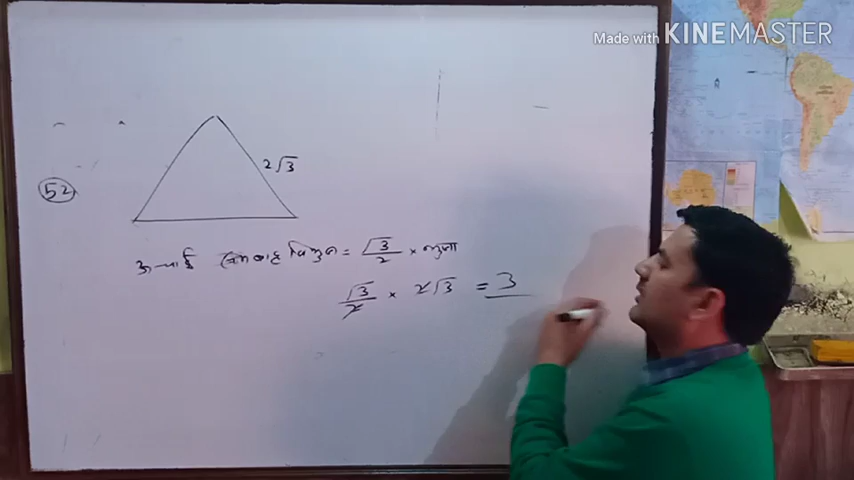 Made with KINEMASTER
2√3
52
ऊँचाई समबाहु त्रिभुज = √3/2 × भुजा
√3/2 × 2√3 = 3